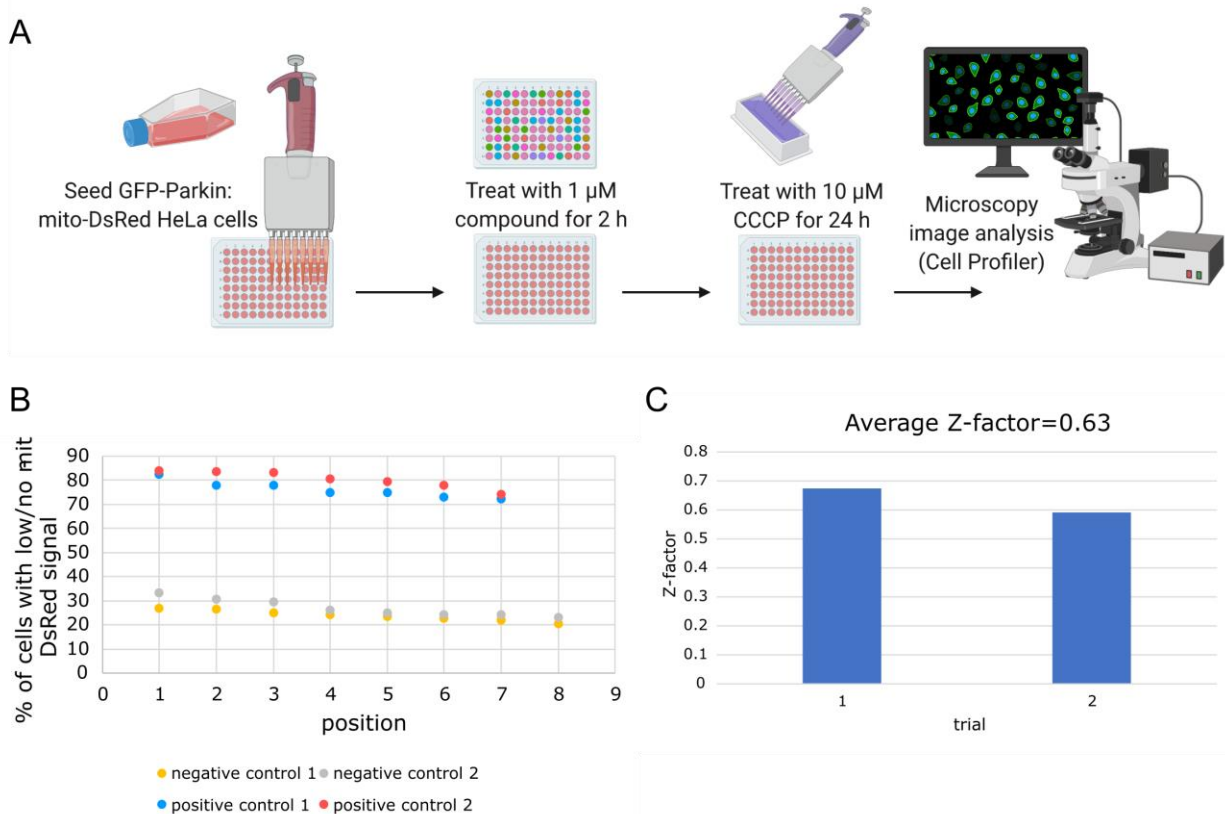 A
Seed GFP-Parkin:
mito-DsRed HeLa cells
Treat with 1 µM
compound for 2 h
Treat with 10 µM
CCCP for 24 h
Microscopy
image analysis
(Cell Profiler)
B
% of cells with low/no mit
DsRed signal
90
80
70
60
50
40
30
20
10
0
0 1 2 3 4 5 6 7 8 9
position
negative control 1 negative control 2
positive control 1 positive control 2
C
Average Z-factor=0.63
Z-factor
0.8
0.7
0.6
0.5
0.4
0.3
0.2
0.1
0
1 2
trial